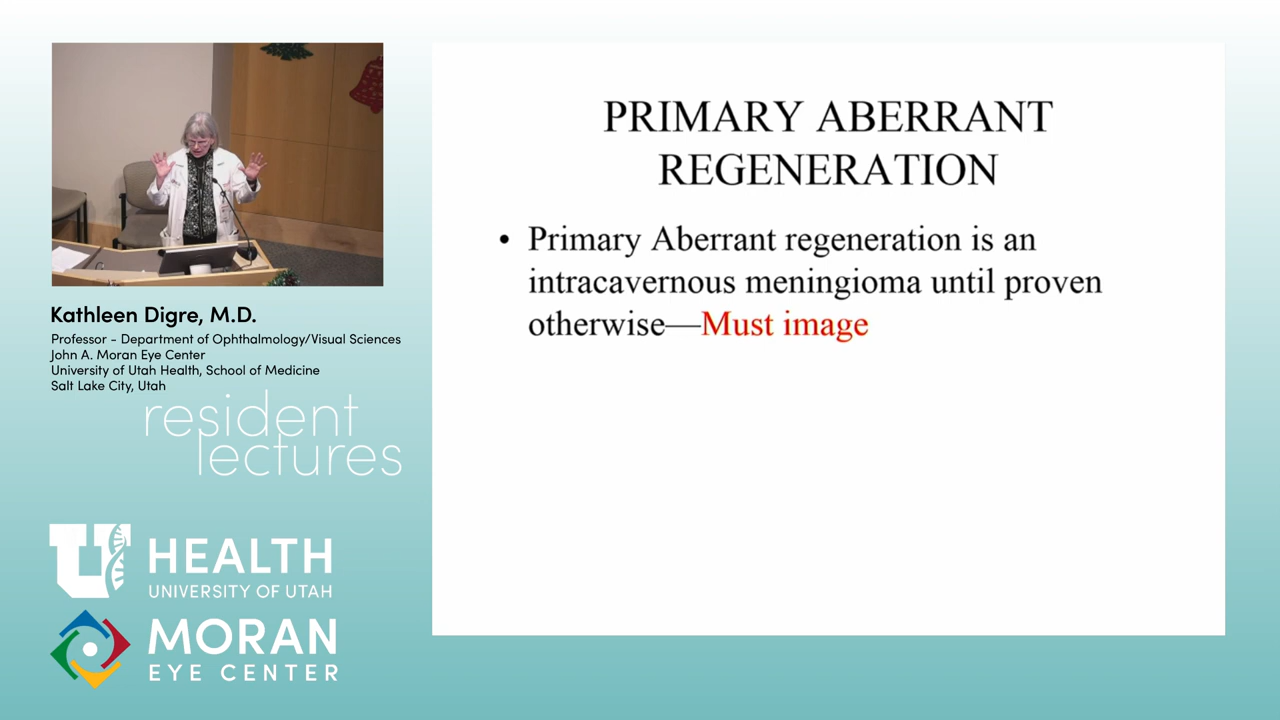 PRIMARY ABERRANT
REGENERATION
• Primary Aberrant regeneration is an
intracavernous meningioma until proven
otherwise—Must image
Kathleen Digre, M.D.
Professor - Department of Ophthalmology/Visual Sciences
John A. Moran Eye Center
University of Utah Health, School of Medicine
Salt Lake City, Utah
resident
lectures
U HEALTH
UNIVERSITY OF UTAH
MORAN
EYE CENTER